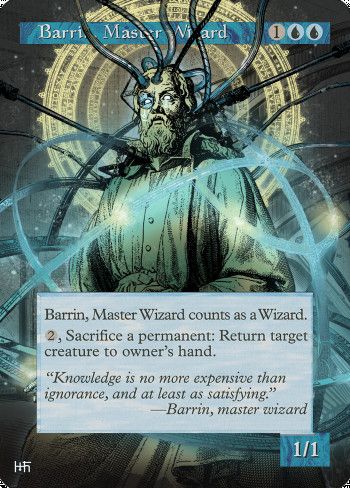 Barrin, Master Wizard 1
Barrin, Master Wizard counts as a Wizard.
2, Sacrifice a permanent: Return target
creature to owner's hand.
"Knowledge is no more expensive than
ignorance, and at least as satisfying."
—Barrin, master wizard
1/1